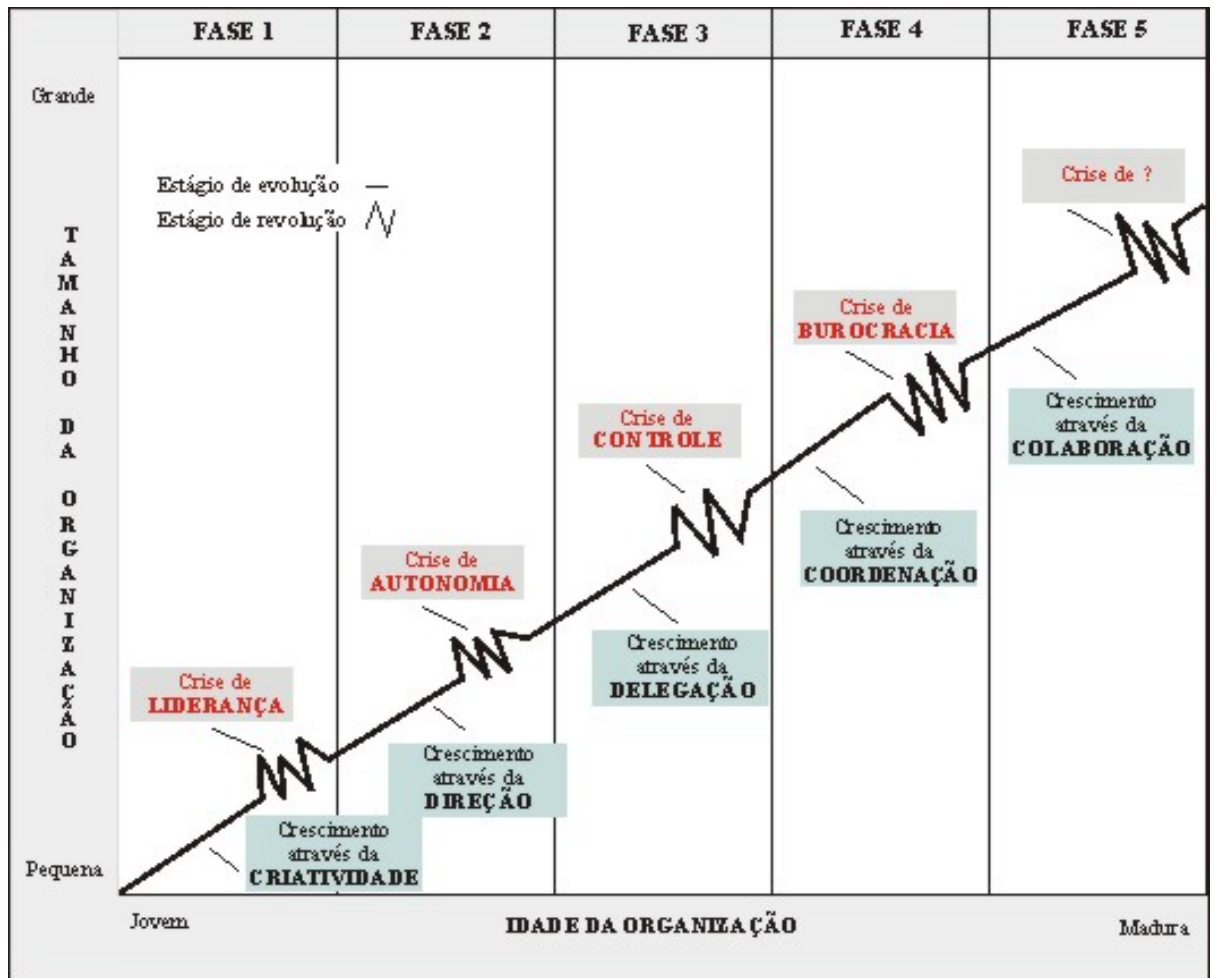 FASE 1
FASE 2
FASE 3
FASE 4
FASE 5
Grande
TAMANHO DA ORGANIZAÇÃO
Pequena
Estágio de evolução
Estágio de revolução
Crise de
LIDERANÇA
Crescimento
através da
CRIATIVIDADE
Crise de
AUTONOMIA
Crescimento
através da
DIREÇÃO
Crise de
CONTROLE
Crescimento
através da
DELEGAÇÃO
Crise de
BUROCRACIA
Crescimento
através da
COORDENAÇÃO
Crise de ?
Crescimento
através da
COLABORAÇÃO
Jovem
IDADE DA ORGANIZAÇÃO
Madura